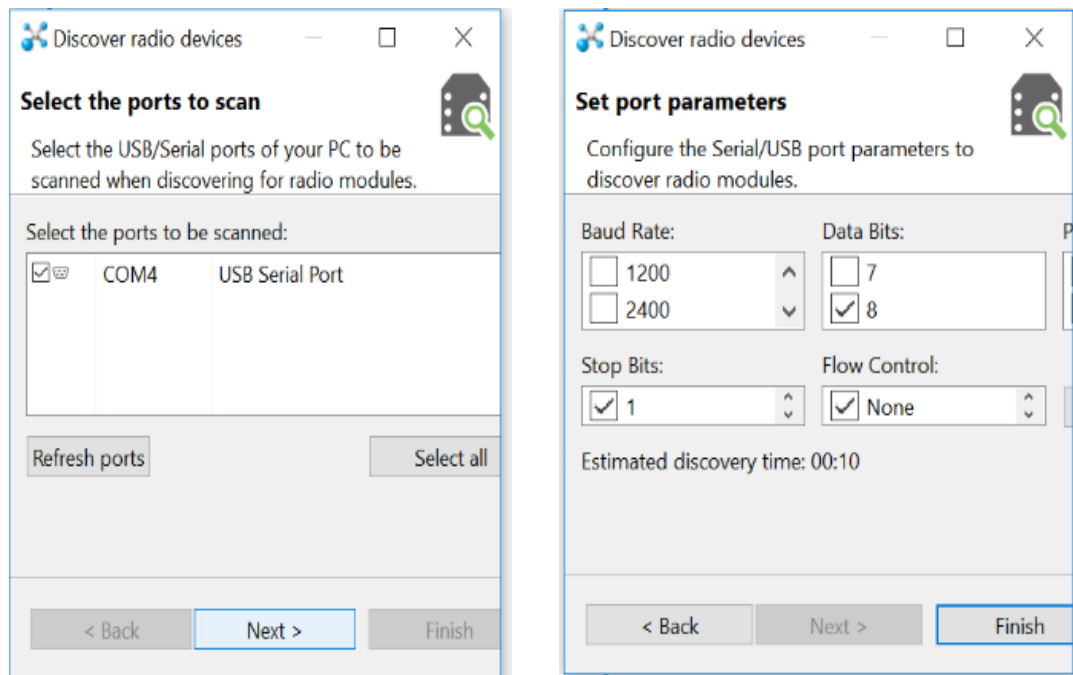 Discover radio devices
Select the ports to scan
Select the USB/Serial ports of your PC to be
scanned when discovering for radio modules.
Select the ports to be scanned:
COM4 USB Serial Port
Refresh ports Select all
< Back Next > Finish
Discover radio devices
Set port parameters
Configure the Serial/USB port parameters to
discover radio modules.
Baud Rate: Data Bits: P
1200 7
2400 8
Stop Bits: Flow Control:
1 None
Estimated discovery time: 00:10
< Back Next > Finish